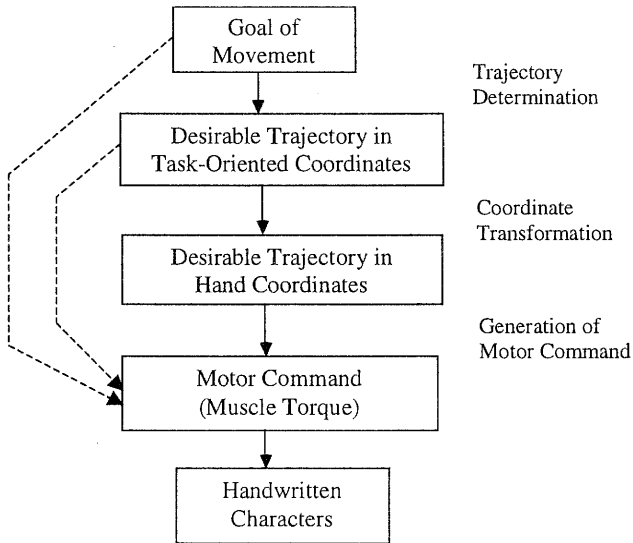 Goal of
Movement
Trajectory
Determination
Desirable Trajectory in
Task-Oriented Coordinates
Coordinate
Transformation
Desirable Trajectory in
Hand Coordinates
Generation of
Motor Command
Motor Command
(Muscle Torque)
Handwritten
Characters